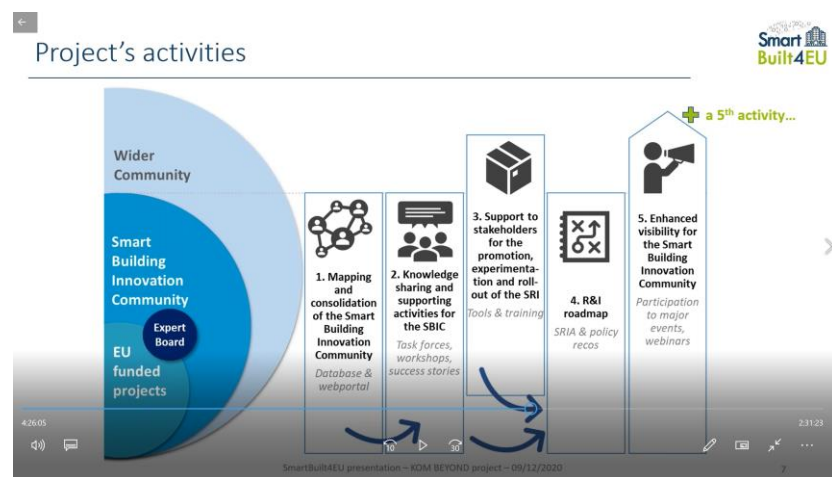 Project's activities
Smart
Built4EU
+ a 5th activity...
Wider
Community
Smart
Building
Innovation
Community
Expert
Board
EU
funded
projects
1. Mapping
and
consolidation
of the Smart
Building
Innovation
Community
Database &
webportal
2. Knowledge
sharing and
supporting
activities for
the SBIC
Task forces,
workshops,
success stories
3. Support to
stakeholders
for the
promotion,
experimenta-
tion and roll-
out of the SRI
Tools & training
4. R&I
roadmap
SRIA & policy
recos
5. Enhanced
visibility for
the Smart
Building
Innovation
Community
Participation
to major
events,
webinars
4:26:05
2:31:23
10
30
SmartBuilt4EU presentation – KOM BEYOND project – 09/12/2020
7